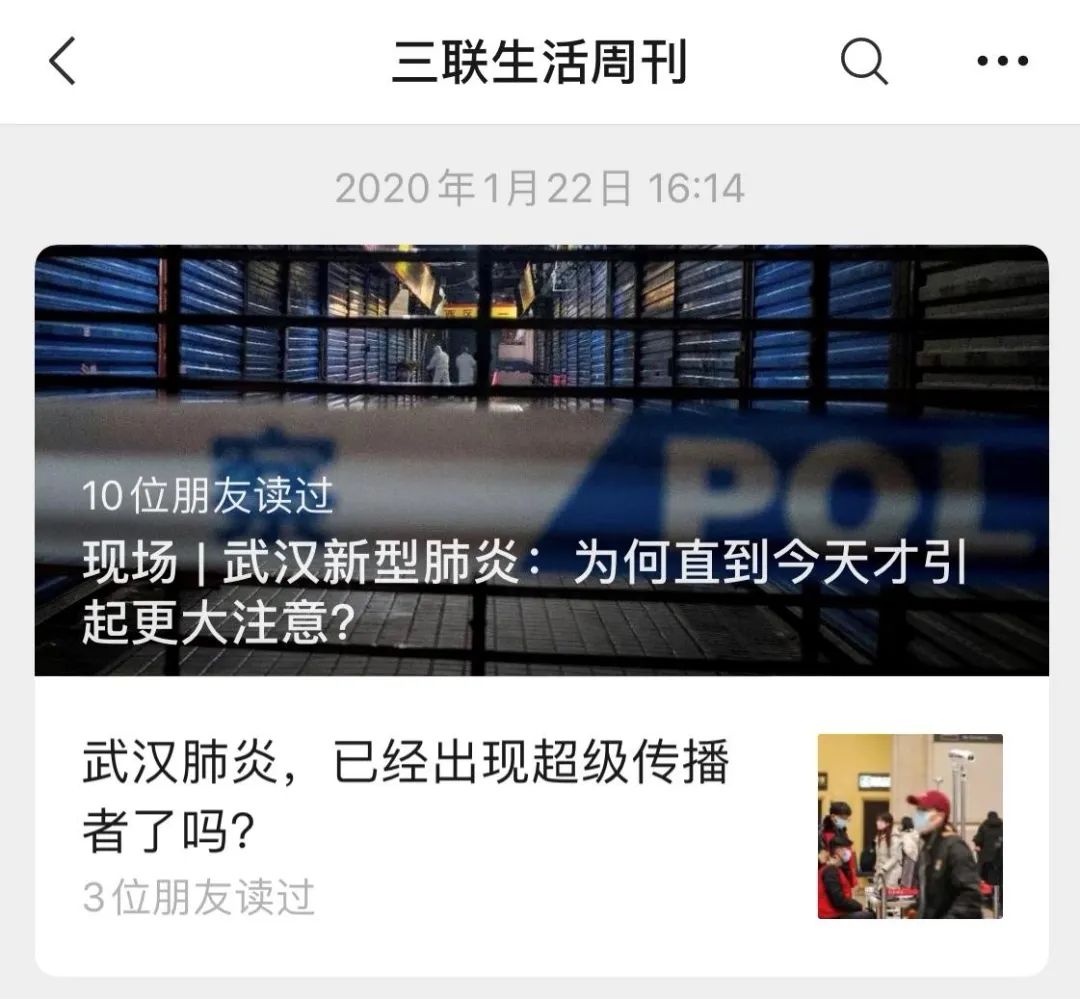 三联生活周刊
2020年1月22日 16:14
察 POL
10位朋友读过
现场 | 武汉新型肺炎：为何直到今天才引
起更大注意？
武汉肺炎，已经出现超级传播
者了吗？
3位朋友读过